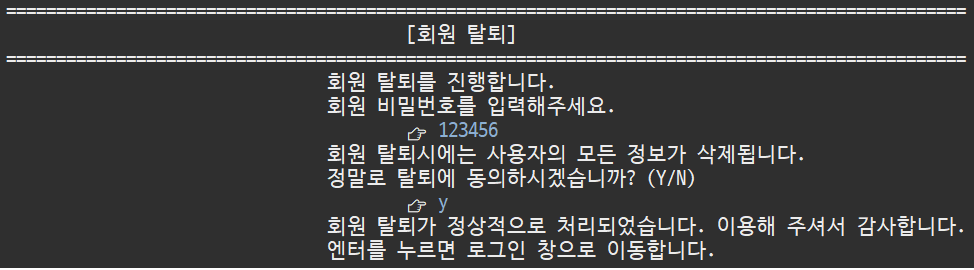 ================================================================================================
[회원 탈퇴]
================================================================================================
회원 탈퇴를 진행합니다.
회원 비밀번호를 입력해주세요.
👉 123456
회원 탈퇴시에는 사용자의 모든 정보가 삭제됩니다.
정말로 탈퇴에 동의하시겠습니까? (Y/N)
👉 y
회원 탈퇴가 정상적으로 처리되었습니다. 이용해 주셔서 감사합니다.
엔터를 누르면 로그인 창으로 이동합니다.